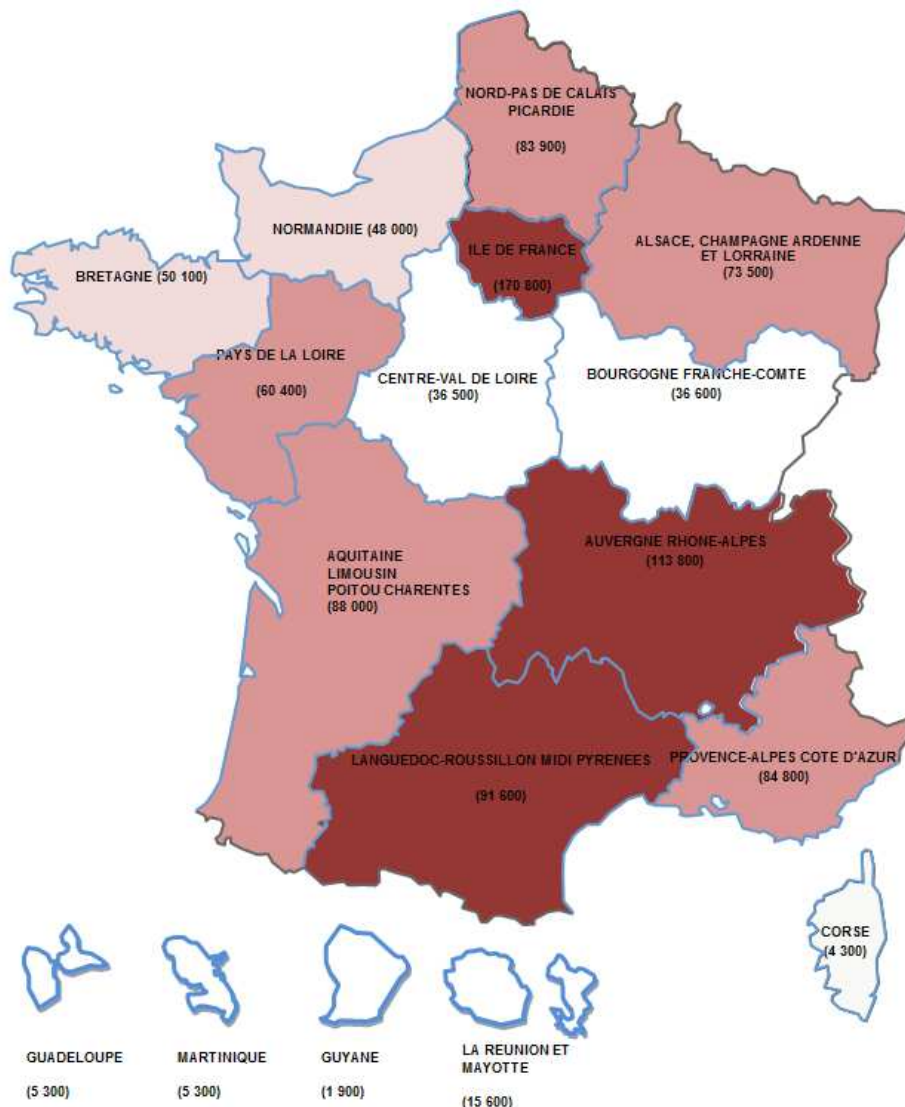 NORD-PAS DE CALAIS
PICARDIE
(83 900)
NORMANDIIE (48 000)
ILE DE FRANCE
(170 800)
ALSACE, CHAMPAGNE ARDENNE
ET LORRAINE
(73 500)
BRETAGNE (50 100)
PAYS DE LA LOIRE
(60 400)
CENTRE-VAL DE LOIRE
(36 500)
BOURGOGNE FRANCHE-COMTE
(36 600)
AQUITAINE
LIMOUSIN
POITOU CHARENTES
(88 000)
AUVERGNE RHONE-ALPES
(113 800)
LANGUEDOC-ROUSSILLON MIDI PYRENEES
(91 600)
PROVENCE-ALPES COTE D'AZUR
(84 800)
CORSE
(4 300)
GUADELOUPE
(5 300)
MARTINIQUE
(5 300)
GUYANE
(1 900)
LA REUNION ET
MAYOTTE
(15 600)